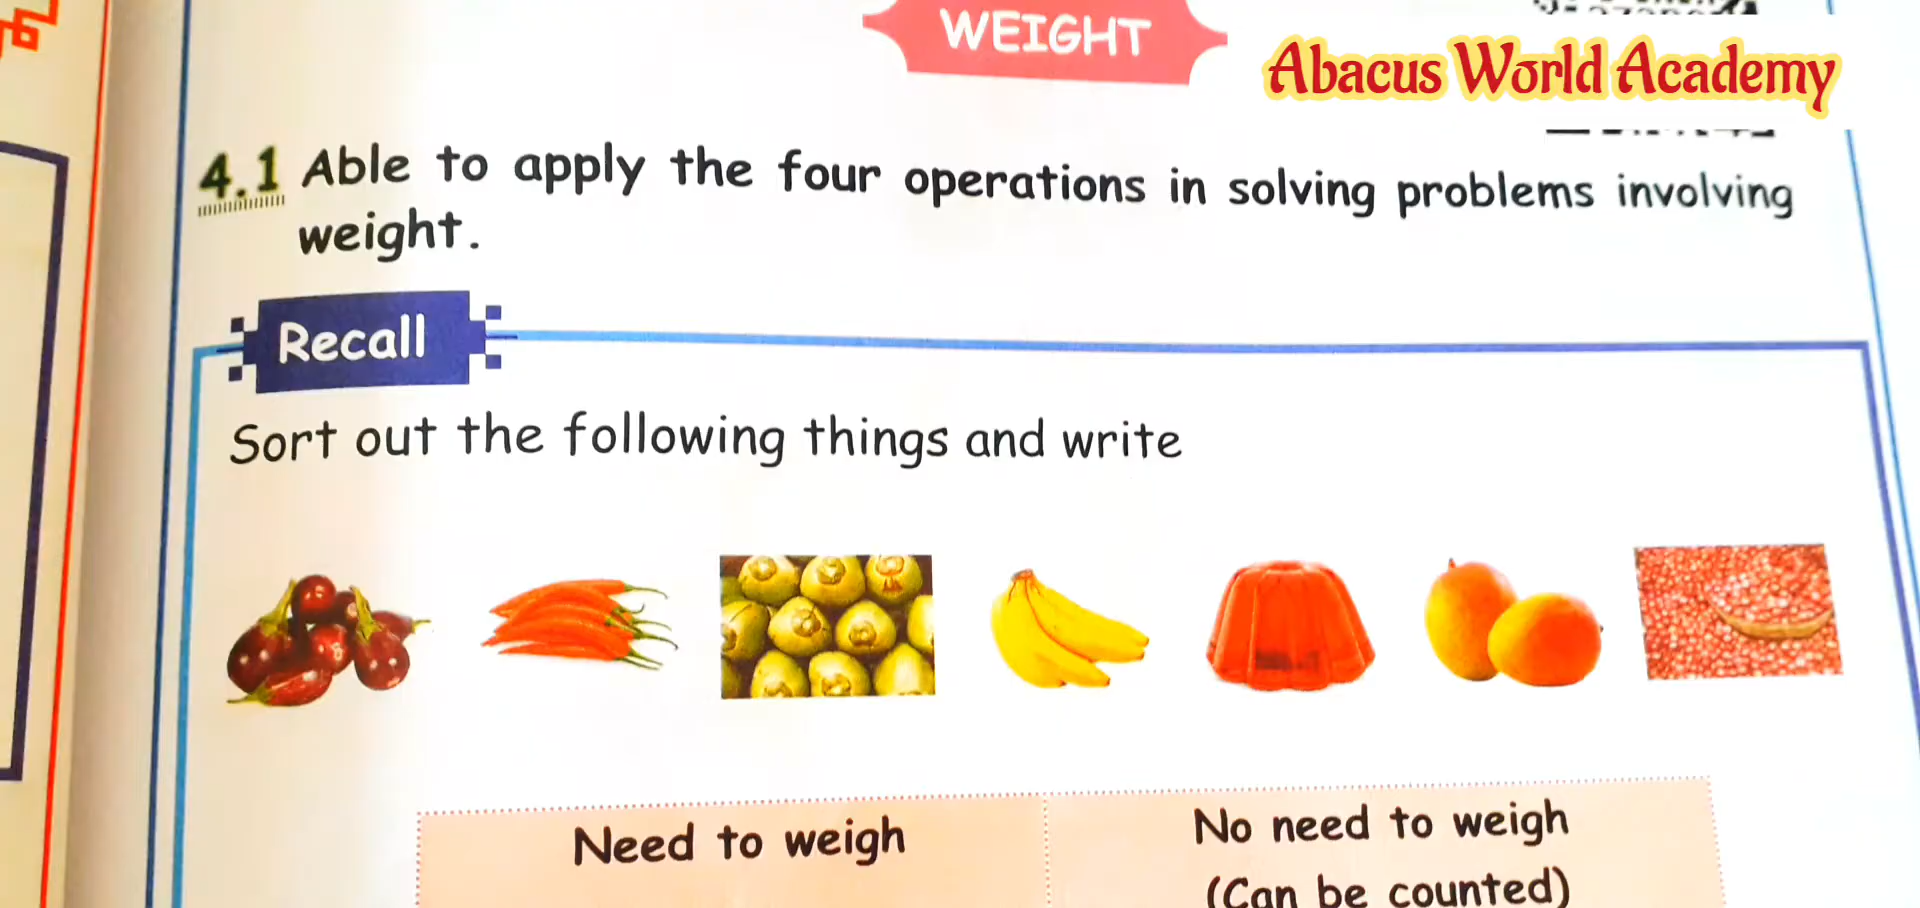 WEIGHT
Abacus World Academy
4.1 Able to apply the four operations in solving problems involving
weight.
Recall
Sort out the following things and write
Need to weigh
No need to weigh
(Can be counted)